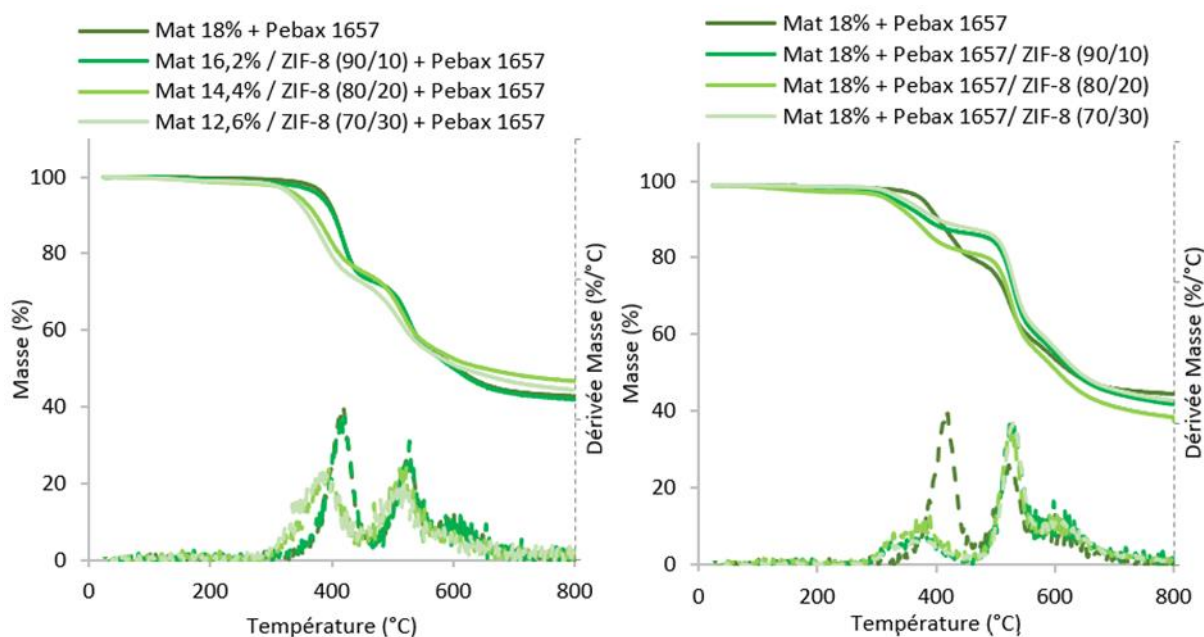 Mat 18% + Pebax 1657
Mat 16,2% / ZIF-8 (90/10) + Pebax 1657
Mat 14,4% / ZIF-8 (80/20) + Pebax 1657
Mat 12,6% / ZIF-8 (70/30) + Pebax 1657
100
80
60
40
20
0
Masse (%)
Dérivée Masse (%/°C)
0 200 400 600 800
Température (°C)
Mat 18% + Pebax 1657
Mat 18% + Pebax 1657/ ZIF-8 (90/10)
Mat 18% + Pebax 1657/ ZIF-8 (80/20)
Mat 18% + Pebax 1657/ ZIF-8 (70/30)
100
80
60
40
20
0
Masse (%)
Dérivée Masse (%/°C)
0 200 400 600 800
Température (°C)